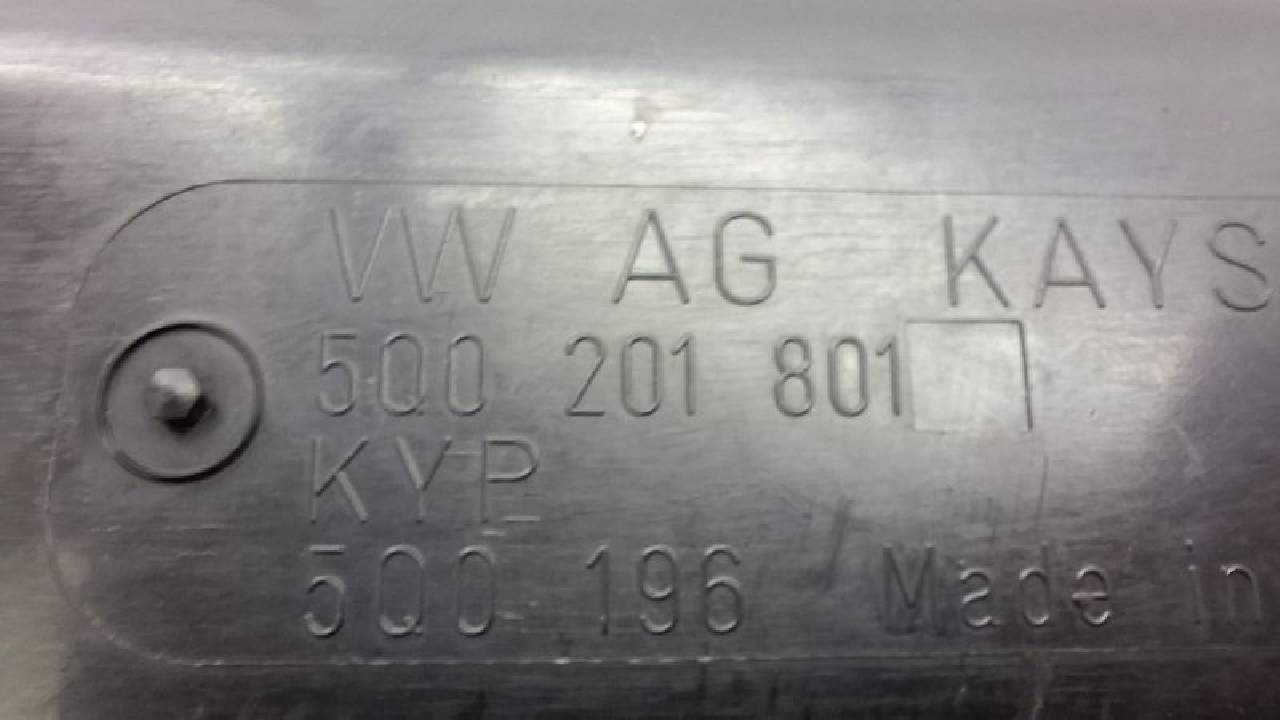 VW AG KAYS
5Q0 201 801
KYP
5Q0 196 Made in